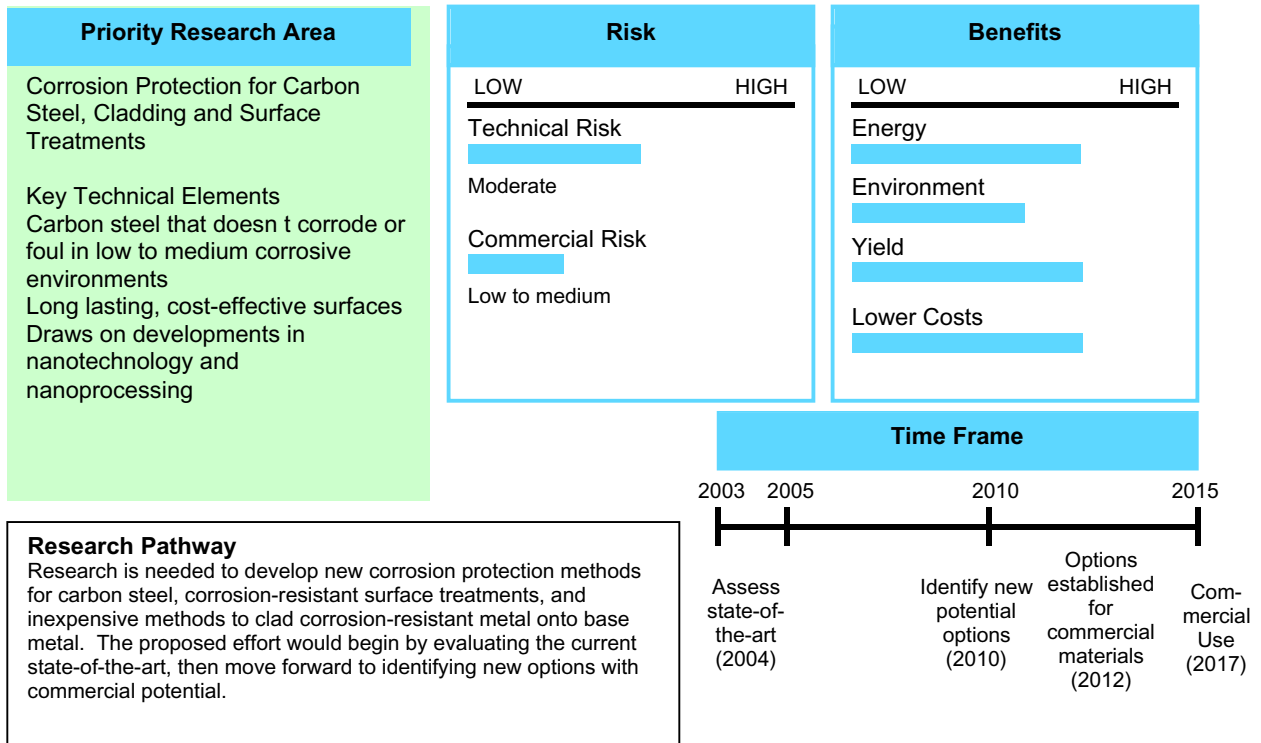 Priority Research Area
Corrosion Protection for Carbon
Steel, Cladding and Surface
Treatments
Key Technical Elements
Carbon steel that doesn t corrode or
foul in low to medium corrosive
environments
Long lasting, cost-effective surfaces
Draws on developments in
nanotechnology and
nanoprocessing
Risk
LOW HIGH
Technical Risk
Moderate
Commercial Risk
Low to medium
Benefits
LOW HIGH
Energy
Environment
Yield
Lower Costs
Time Frame
2003 2005 2010 2015
Assess
state-of-
the-art
(2004)
Identify new
potential
options
(2010)
Options
established
for
commercial
materials
(2012)
Com-
mercial
Use
(2017)
Research Pathway
Research is needed to develop new corrosion protection methods
for carbon steel, corrosion-resistant surface treatments, and
inexpensive methods to clad corrosion-resistant metal onto base
metal.  The proposed effort would begin by evaluating the current
state-of-the-art, then move forward to identifying new options with
commercial potential.